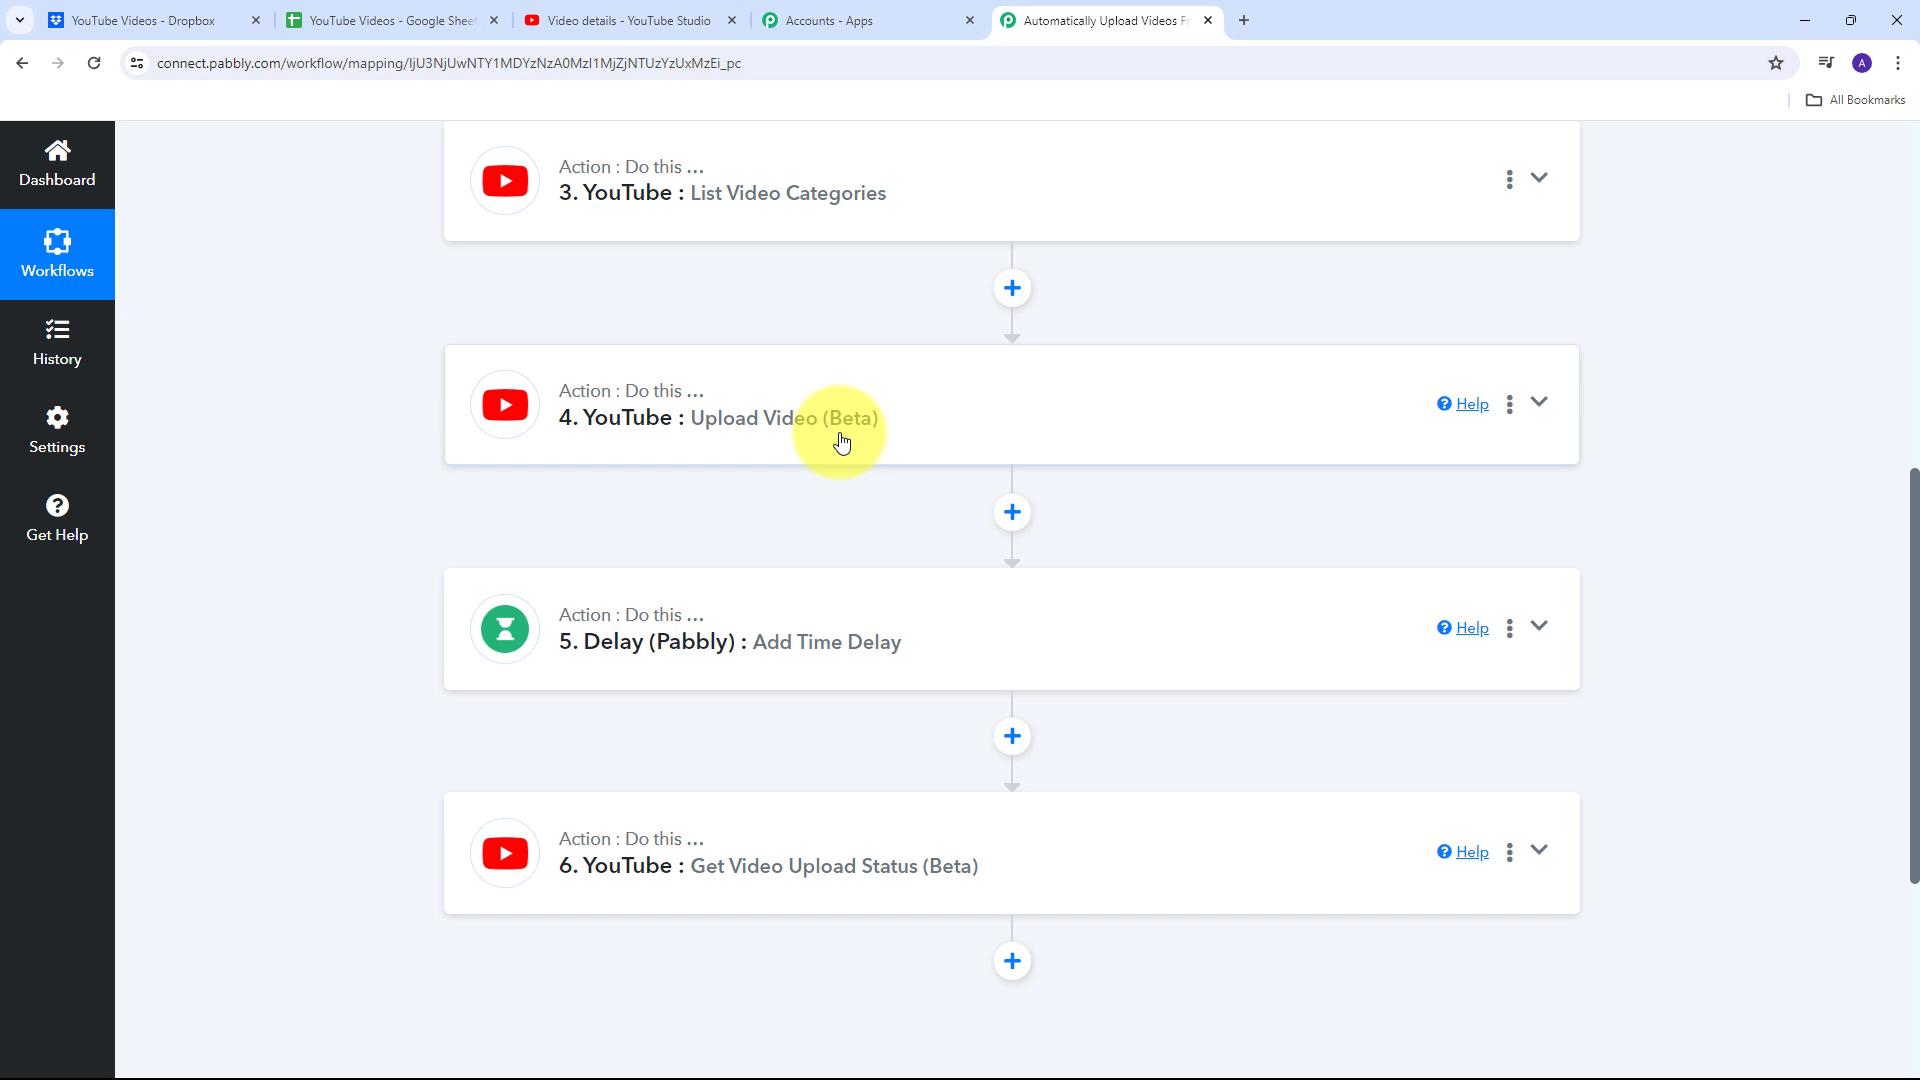 YouTube Videos - Dropbox
YouTube Videos - Google Shee
Video details - YouTube Studio
Accounts - Apps
Automatically Upload Videos F
connect.pabbly.com/workflow/mapping/IjU3NjUwNTY1MDYzNzA0MzI1MjZjNTUzYzUxMzEi_pc
A
All Bookmarks
Dashboard
Workflows
History
Settings
Get Help
Action : Do this ...
3. YouTube : List Video Categories
Action : Do this ...
4. YouTube : Upload Video (Beta)
Help
Action : Do this ...
5. Delay (Pabbly) : Add Time Delay
Help
Action : Do this ...
6. YouTube : Get Video Upload Status (Beta)
Help